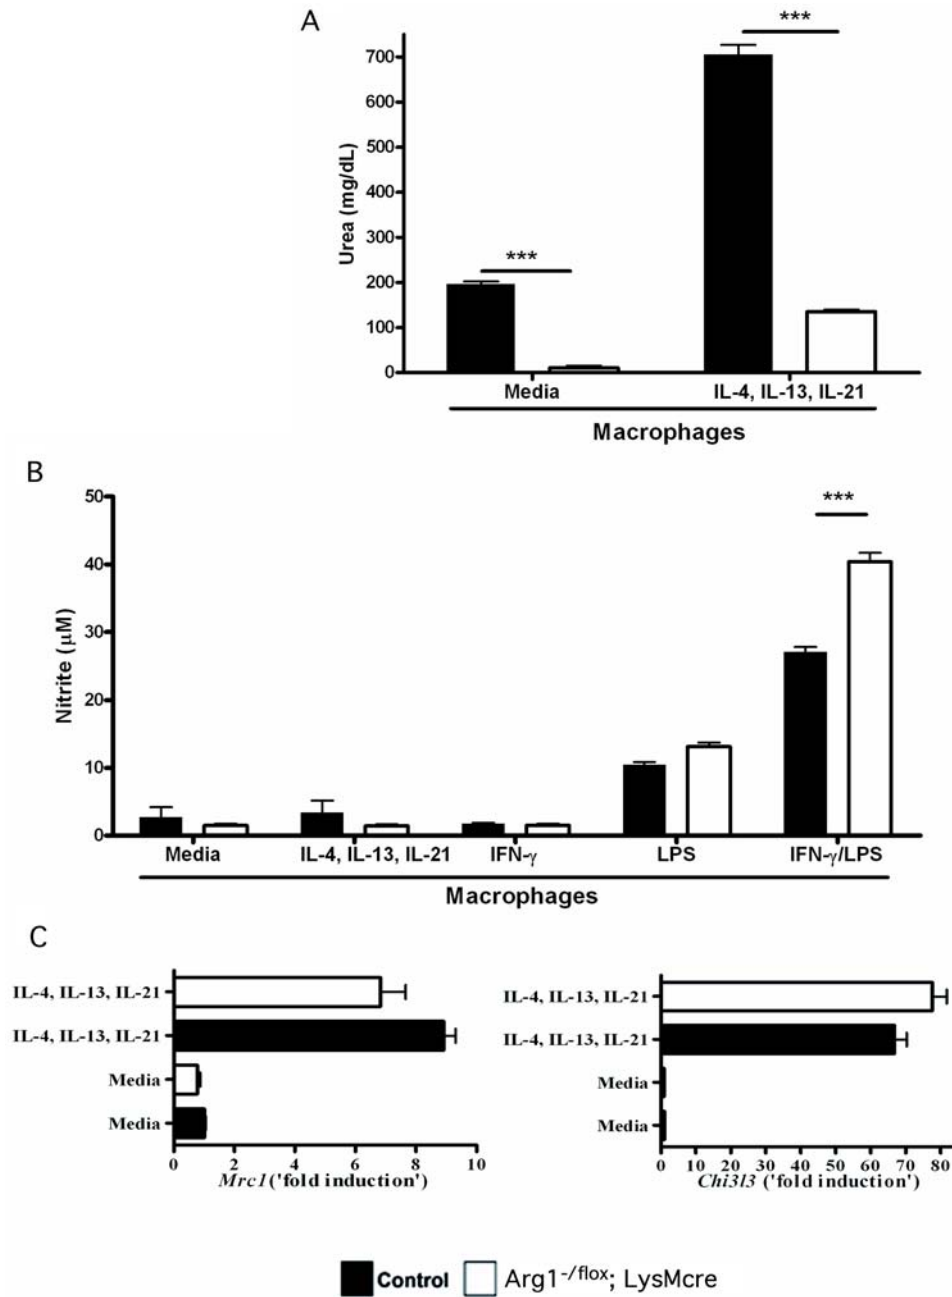 A
***
700
600
500
400
300
200
100
0
Urea (mg/dL)
***
Media
IL-4, IL-13, IL-21
Macrophages
B
50
40
30
20
10
0
Nitrite (μM)
***
Media
IL-4, IL-13, IL-21
IFN-γ
LPS
IFN-γ/LPS
Macrophages
C
IL-4, IL-13, IL-21
IL-4, IL-13, IL-21
Media
Media
0 2 4 6 8 10
Mrc1 ('fold induction')
IL-4, IL-13, IL-21
IL-4, IL-13, IL-21
Media
Media
0 10 20 30 40 50 60 70 80
Chi3l3 ('fold induction')
Control
Arg1-/flox; LysMcre